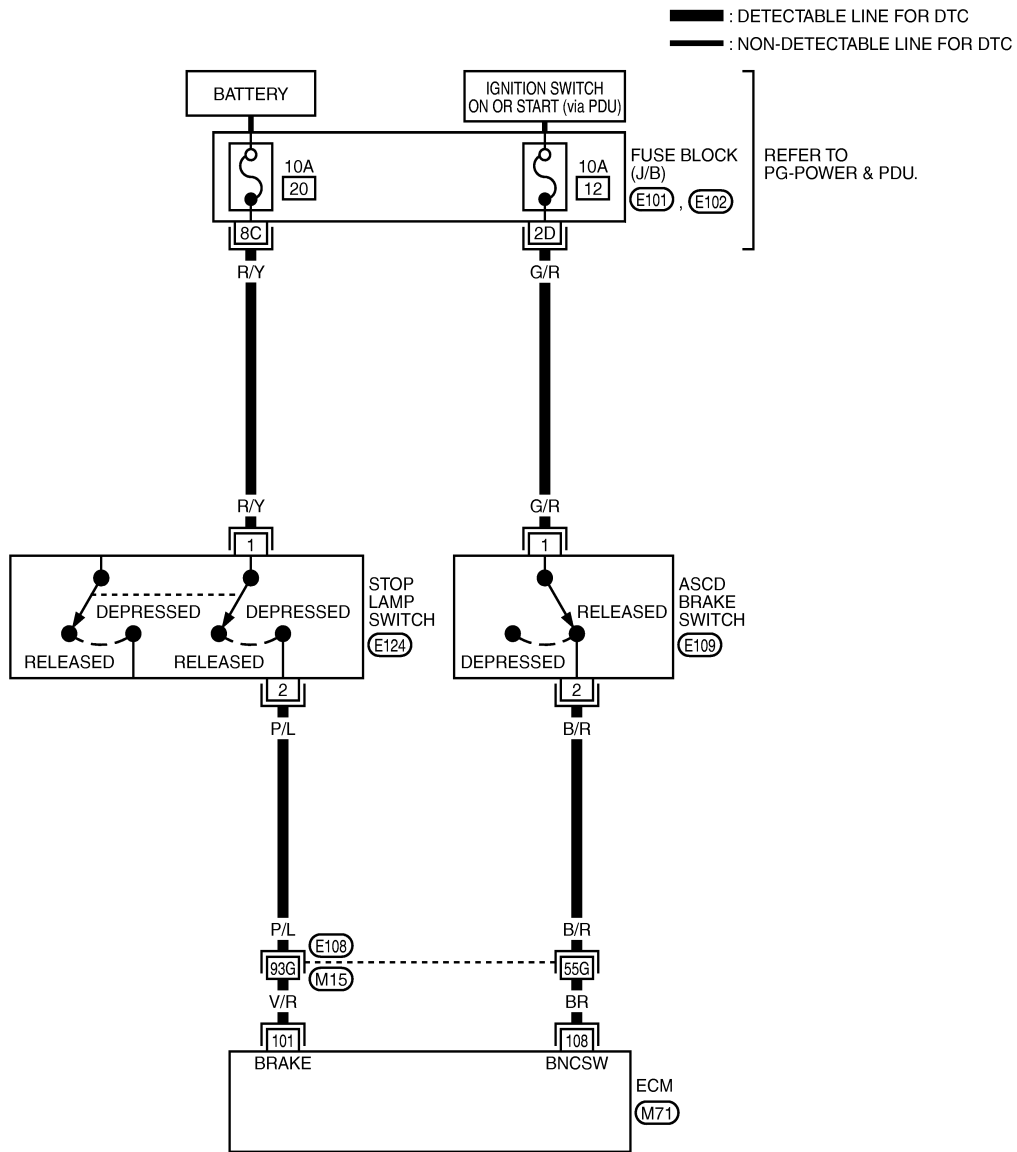 : DETECTABLE LINE FOR DTC
: NON-DETECTABLE LINE FOR DTC
BATTERY
IGNITION SWITCH
ON OR START (via PDU)
10A
20
10A
12
FUSE BLOCK
(J/B)
E101 , E102
REFER TO
PG-POWER & PDU.
8C
2D
R/Y
G/R
R/Y
G/R
1
1
DEPRESSED
DEPRESSED
RELEASED
RELEASED
STOP
LAMP
SWITCH
E124
RELEASED
DEPRESSED
ASCD
BRAKE
SWITCH
E109
2
2
P/L
B/R
P/L
B/R
E108
93G
55G
M15
V/R
BR
101
108
BRAKE
BNCSW
ECM
M71